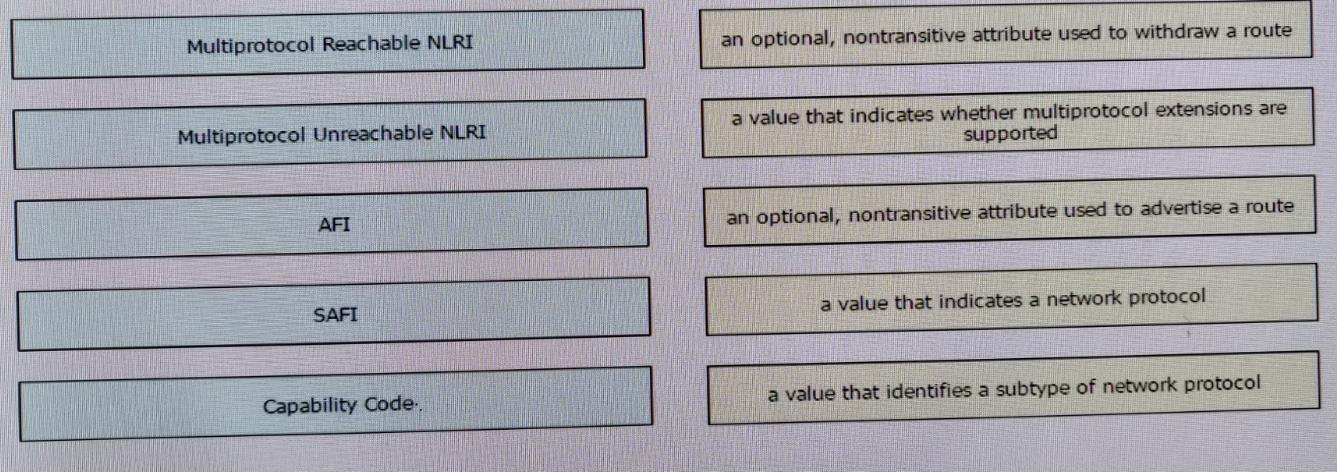 Multiprotocol Reachable NLRI
an optional, nontransitive attribute used to withdraw a route
Multiprotocol Unreachable NLRI
a value that indicates whether multiprotocol extensions are
supported
AFI
an optional, nontransitive attribute used to advertise a route
SAFI
a value that indicates a network protocol
Capability Code
a value that identifies a subtype of network protocol